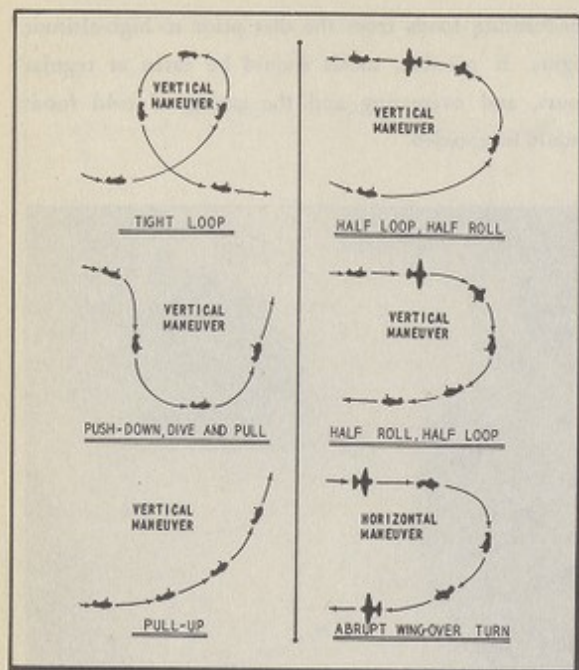 VERTICAL
MANEUVER
TIGHT LOOP
VERTICAL
MANEUVER
PUSH-DOWN, DIVE AND PULL
VERTICAL
MANEUVER
PULL-UP
VERTICAL
MANEUVER
HALF LOOP, HALF ROLL
VERTICAL
MANEUVER
HALF ROLL, HALF LOOP
HORIZONTAL
MANEUVER
ABRUPT WING-OVER TURN